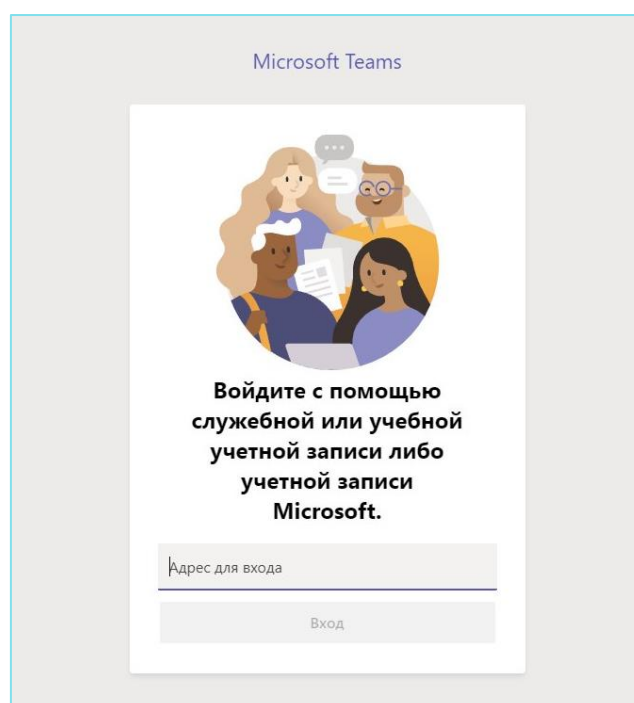 Microsoft Teams
Войдите с помощью
служебной или учебной
учетной записи либо
учетной записи
Microsoft.
Адрес для входа
Вход